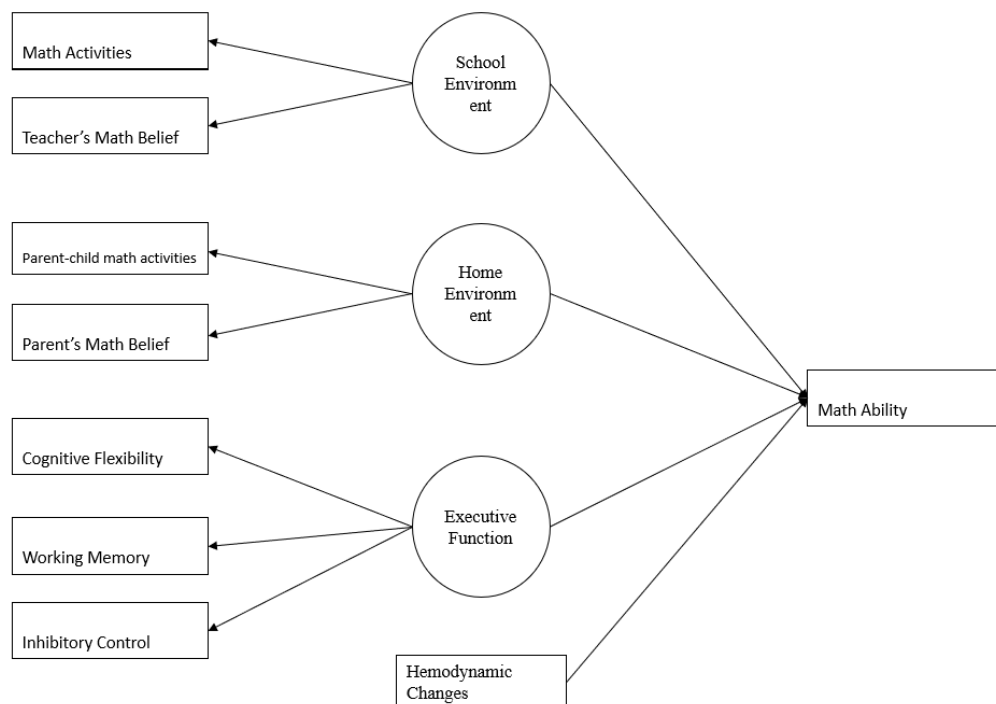 Math Activities
Teacher's Math Belief
School
Environm
ent
Parent-child math activities
Parent's Math Belief
Home
Environm
ent
Math Ability
Cognitive Flexibility
Working Memory
Inhibitory Control
Executive
Function
Hemodynamic
Changes